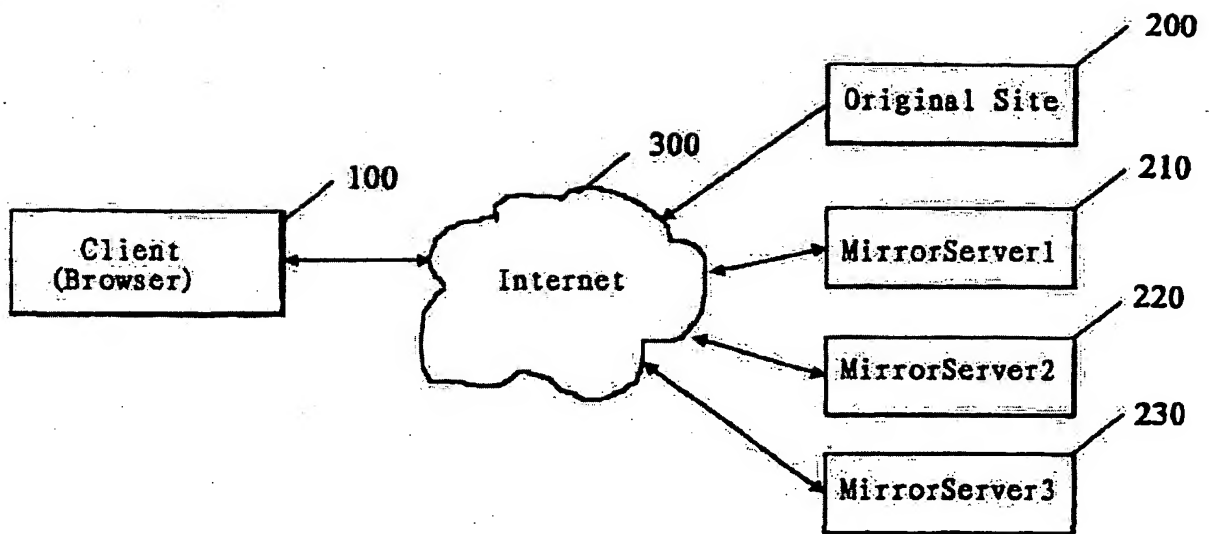 200
Original Site
300
210
100
MirrorServer1
Client
(Browser)
Internet
220
MirrorServer2
230
MirrorServer3